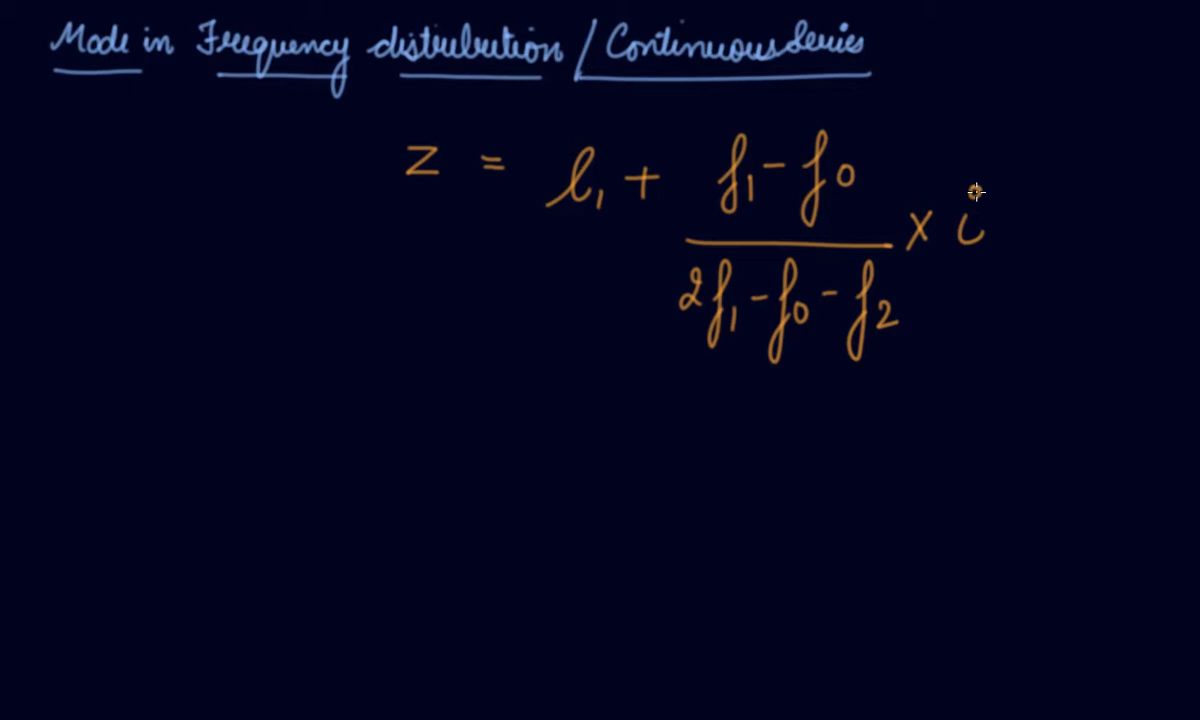 Mode in Frequency distribution / Continuous Series
Z = l₁ + f₁ - f₀
× i
2f₁ - f₀ - f₂